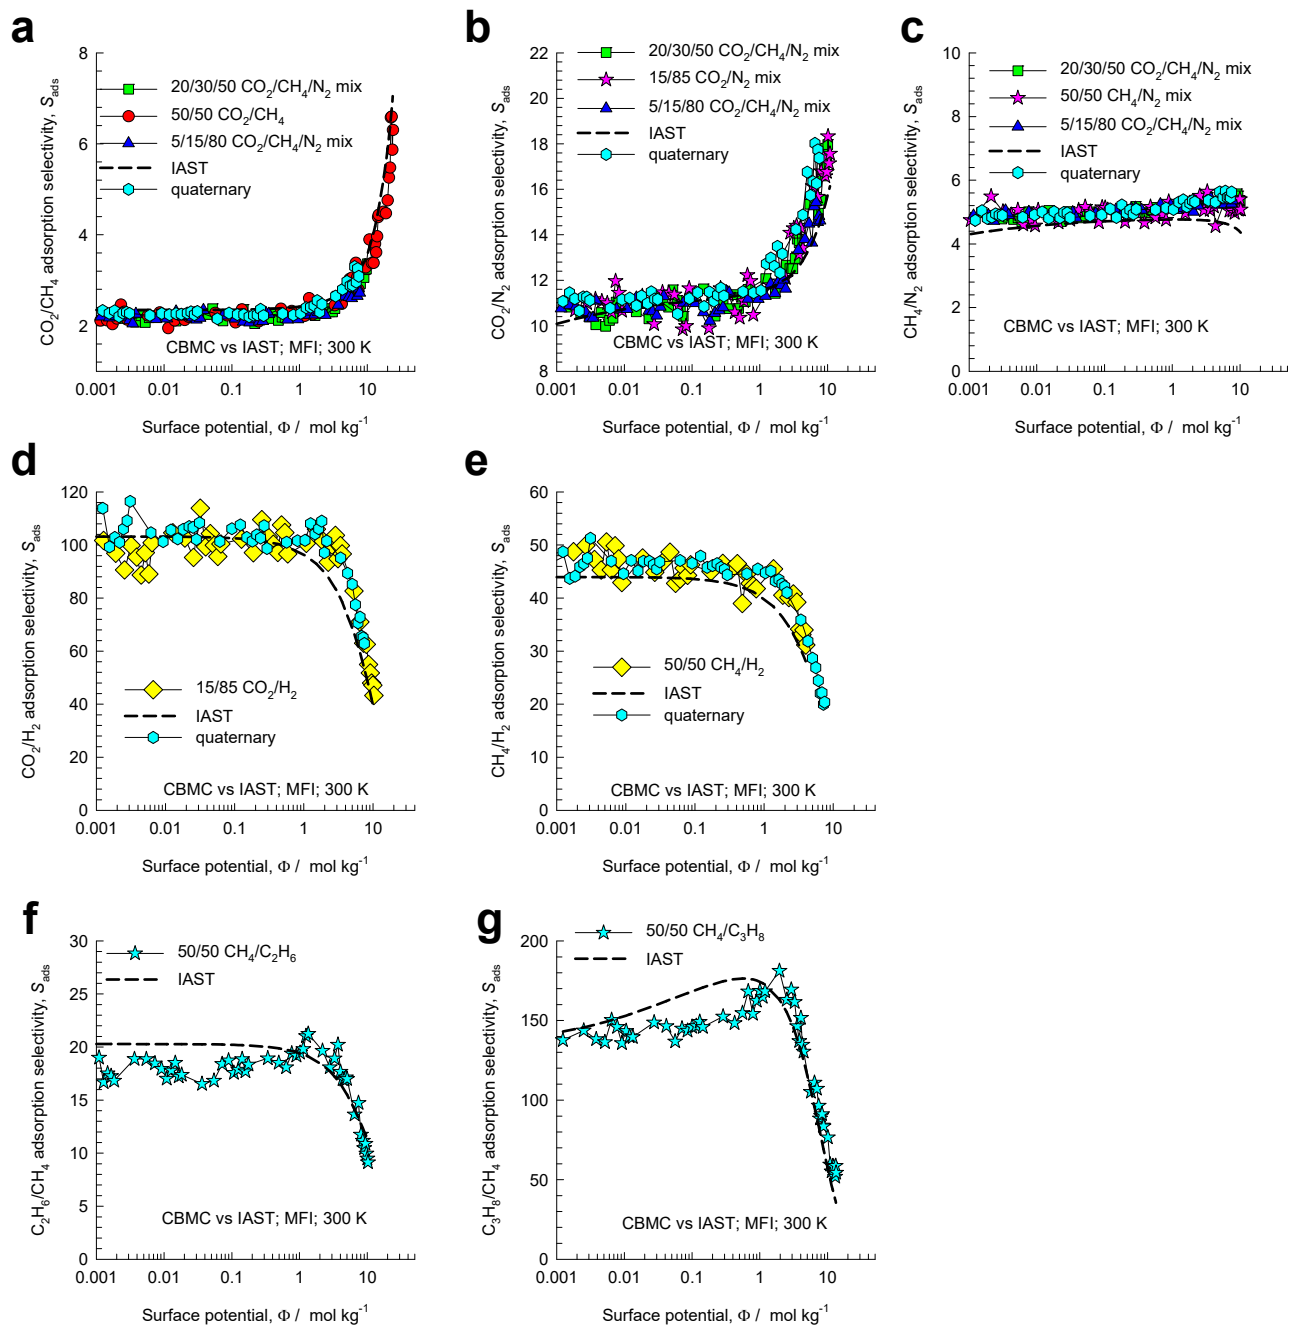 a
8
6
4
2
CO2/CH4 adsorption selectivity, Sads
20/30/50 CO2/CH4/N2 mix
50/50 CO2/CH4
5/15/80 CO2/CH4/N2 mix
IAST
quaternary
CBMC vs IAST; MFI; 300 K
0.001 0.01 0.1 1 10
Surface potential, Φ / mol kg-1
b
22
20
18
16
14
12
10
8
CO2/N2 adsorption selectivity, Sads
20/30/50 CO2/CH4/N2 mix
15/85 CO2/N2 mix
5/15/80 CO2/CH4/N2 mix
IAST
quaternary
CBMC vs IAST; MFI; 300 K
0.001 0.01 0.1 1 10
Surface potential, Φ / mol kg-1
c
10
8
6
4
2
0
CH4/N2 adsorption selectivity, Sads
20/30/50 CO2/CH4/N2 mix
50/50 CH4/N2 mix
5/15/80 CO2/CH4/N2 mix
IAST
quaternary
CBMC vs IAST; MFI; 300 K
0.001 0.01 0.1 1 10
Surface potential, Φ / mol kg-1
d
120
100
80
60
40
20
0
CO2/H2 adsorption selectivity, Sads
15/85 CO2/H2
IAST
quaternary
CBMC vs IAST; MFI; 300 K
0.001 0.01 0.1 1 10
Surface potential, Φ / mol kg-1
e
60
50
40
30
20
10
0
CH4/H2 adsorption selectivity, Sads
50/50 CH4/H2
IAST
quaternary
CBMC vs IAST; MFI; 300 K
0.001 0.01 0.1 1 10
Surface potential, Φ / mol kg-1
f
30
25
20
15
10
5
0
C2H6/CH4 adsorption selectivity, Sads
50/50 CH4/C2H6
IAST
CBMC vs IAST; MFI; 300 K
0.001 0.01 0.1 1 10
Surface potential, Φ / mol kg-1
g
200
150
100
50
0
C3H8/CH4 adsorption selectivity, Sads
50/50 CH4/C3H8
IAST
CBMC vs IAST; MFI; 300 K
0.001 0.01 0.1 1 10
Surface potential, Φ / mol kg-1